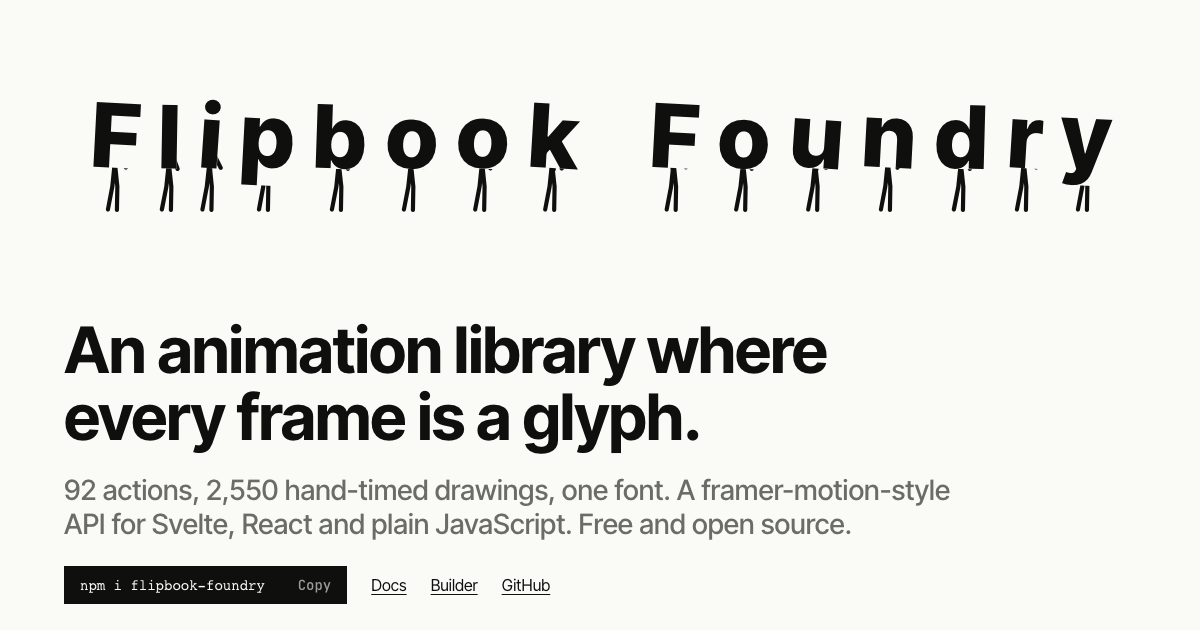 Flipbook Foundry
An animation library where
every frame is a glyph.
92 actions, 2,550 hand-timed drawings, one font. A framer-motion-style
API for Svelte, React and plain JavaScript. Free and open source.
npm i flipbook-foundry Copy Docs Builder GitHub